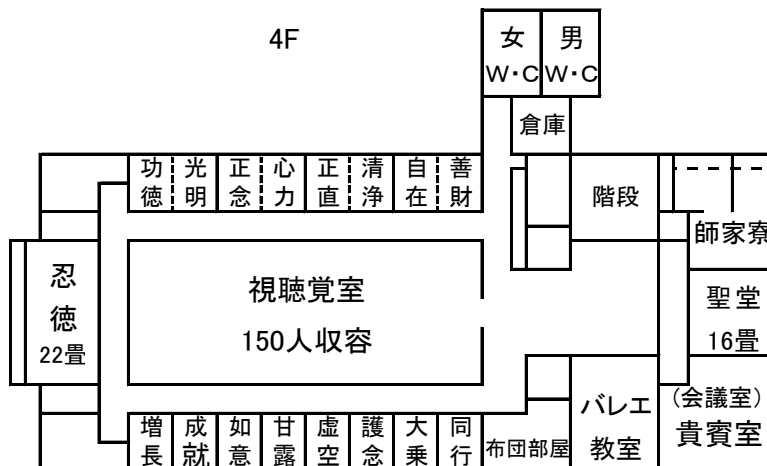 4F
女
W・C
男
W・C
倉庫
功徳
光明
正念
心力
正直
清浄
自在
善財
階段
師家寮
忍徳
22畳
視聴覚室
150人収容
聖堂
16畳
増長
成就
如意
甘露
虚空
護念
大乗
同行
布団部屋
バレエ
教室
(会議室)
貴賓室